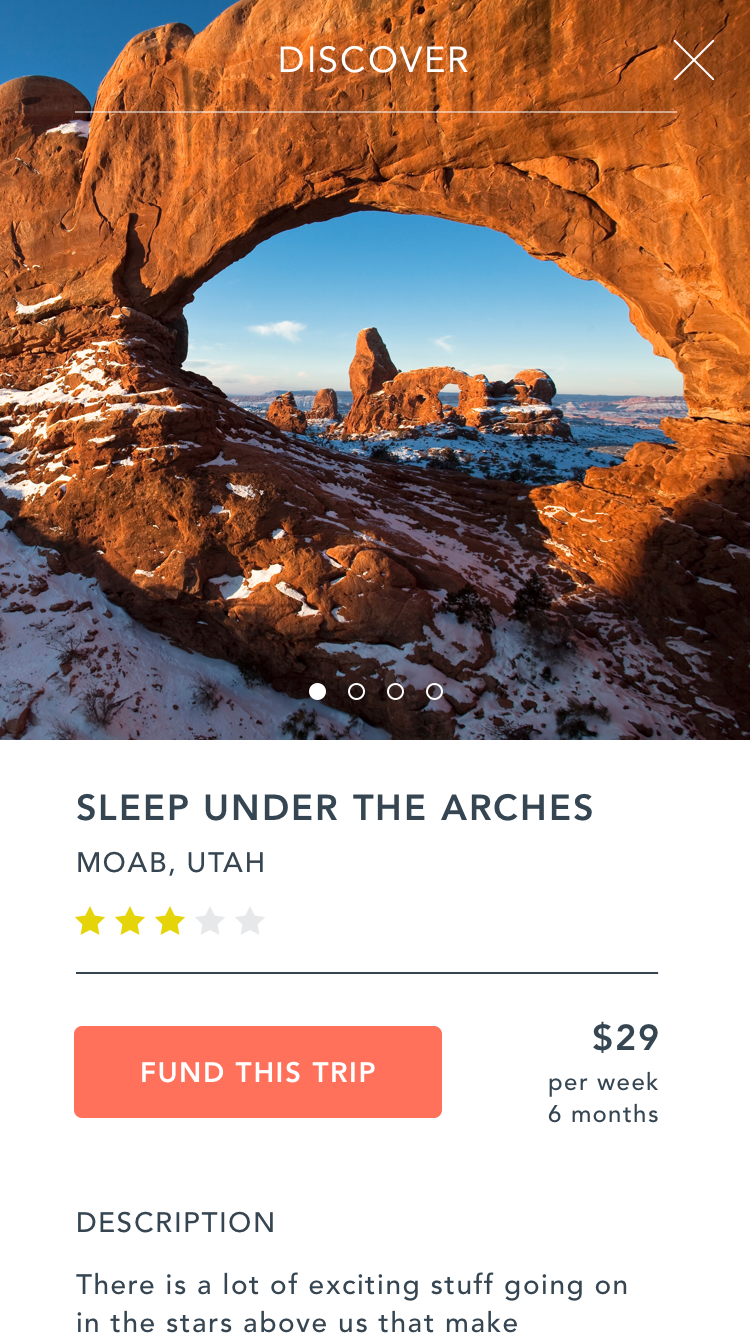 DISCOVER
SLEEP UNDER THE ARCHES
MOAB, UTAH
FUND THIS TRIP
$29
per week
6 months
DESCRIPTION
There is a lot of exciting stuff going on
in the stars above us that make